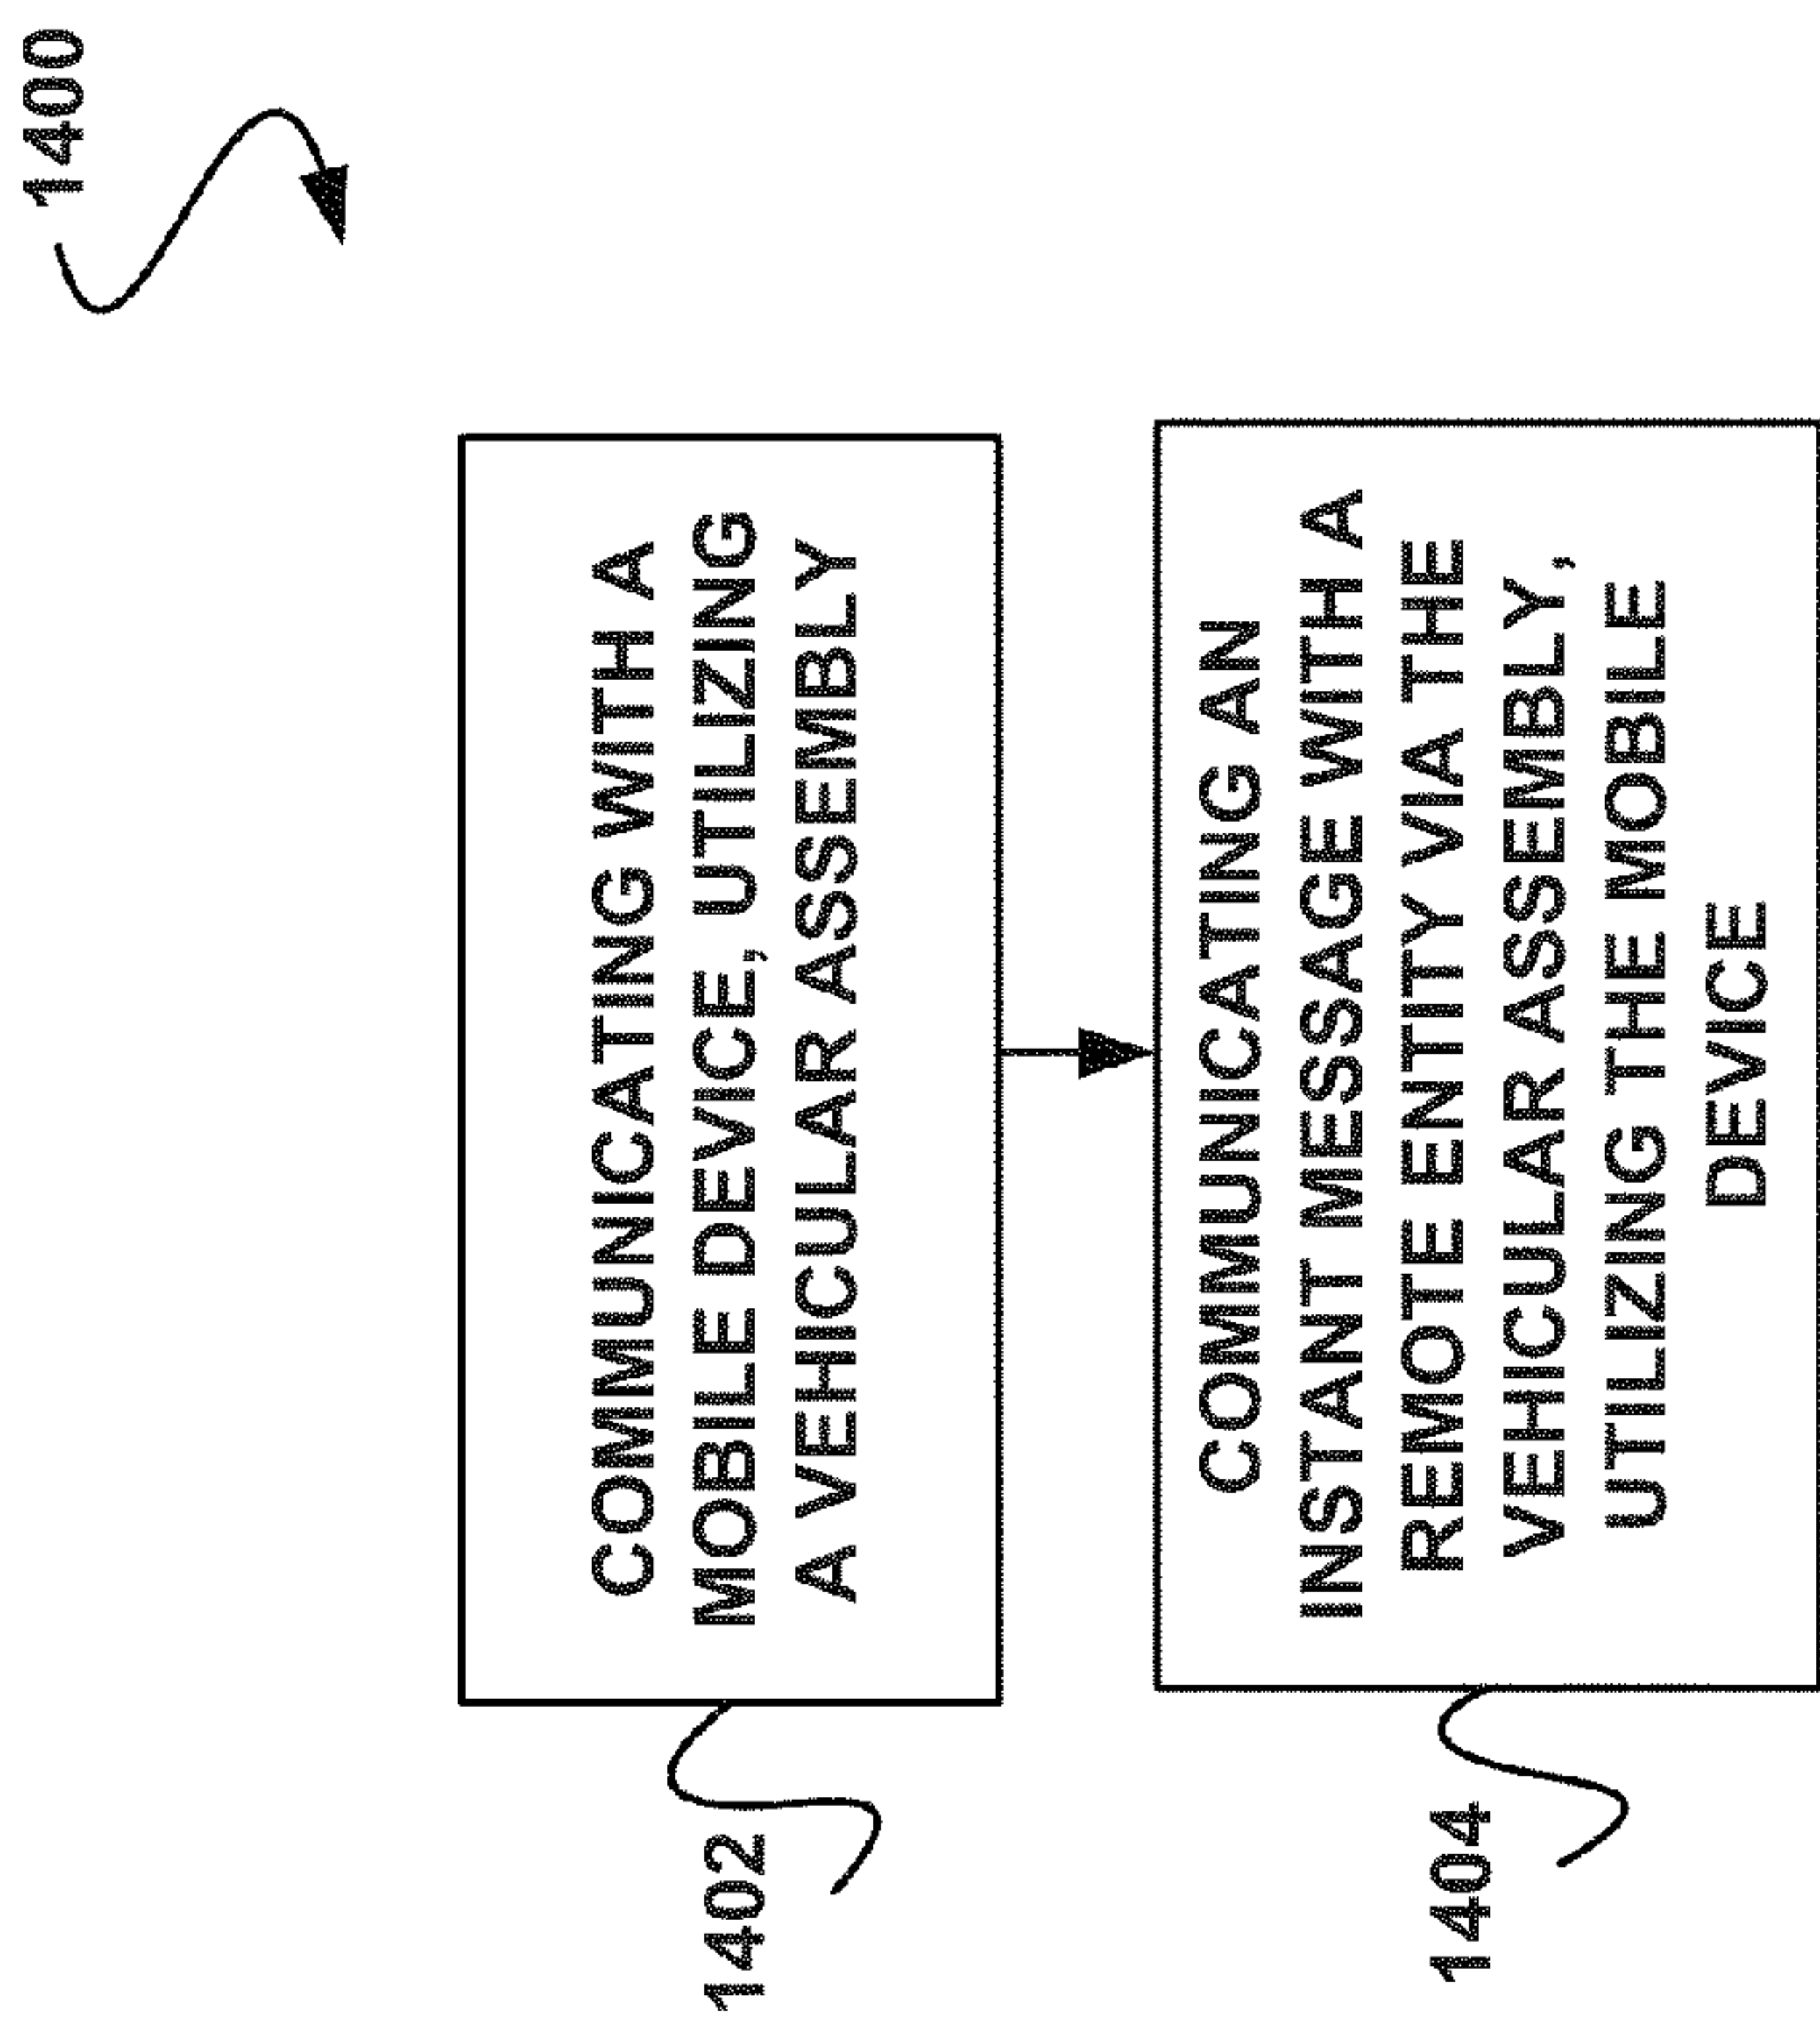 1400
COMMUNICATING WITH A
MOBILE DEVICE, UTILIZING
A VEHICULAR ASSEMBLY
1402
COMMUNICATING AN
INSTANT MESSAGE WITH A
REMOTE ENTITY VIA THE
VEHICULAR ASSEMBLY,
UTILIZING THE MOBILE
DEVICE
1404